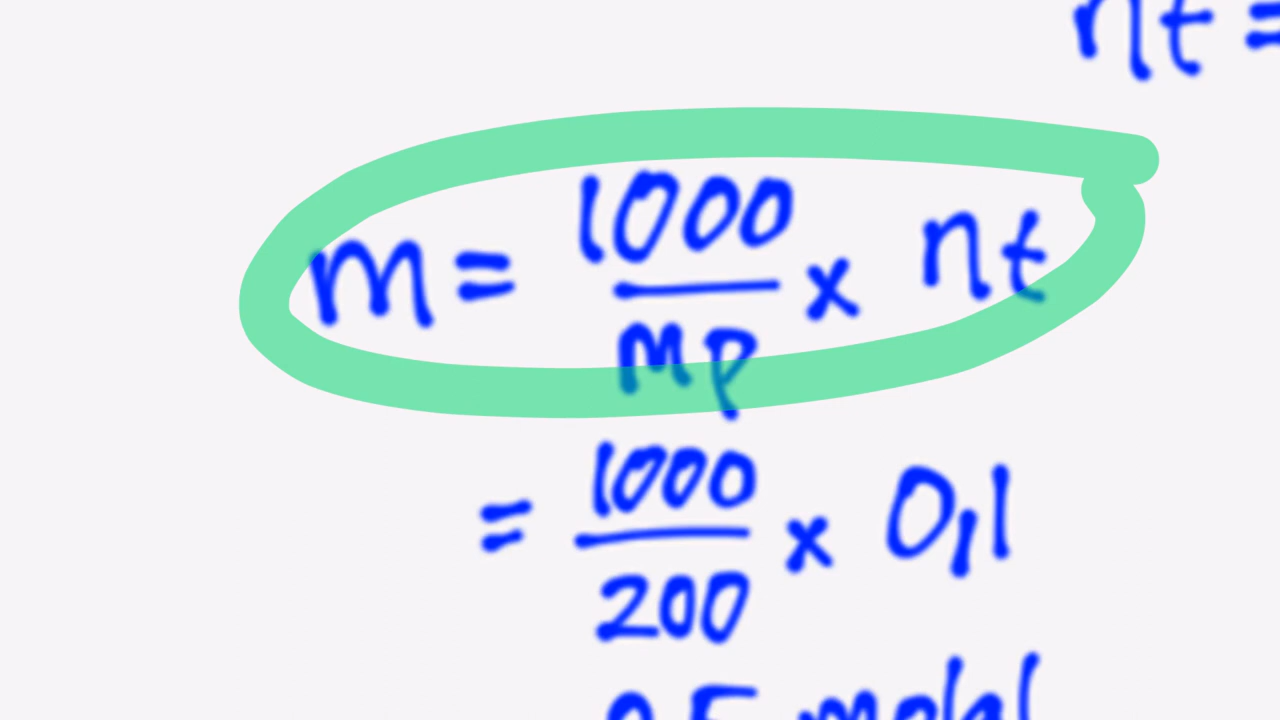 nt =
m = 1000/mp x nt
= 1000/200 x 0,1